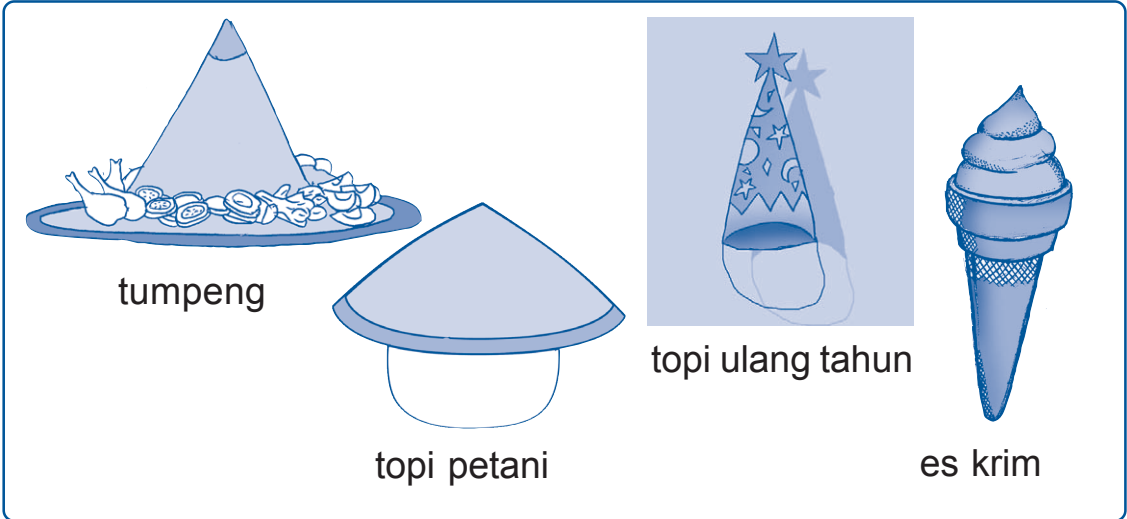 tumpeng
topi petani
topi ulang tahun
es krim